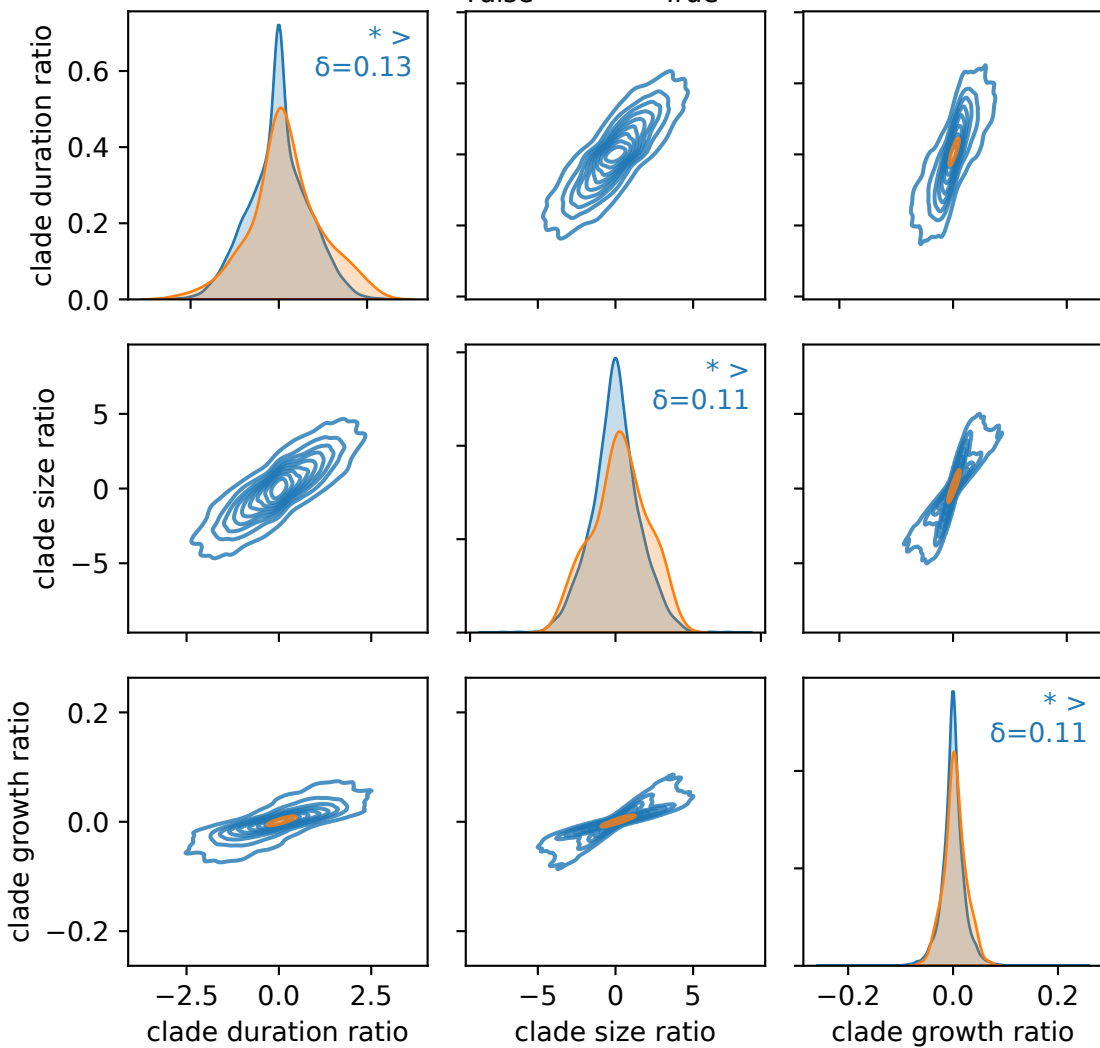 clade duration ratio
0.6
0.4
0.2
0.0
* >
δ=0.13
clade size ratio
5
0
−5
* >
δ=0.11
clade growth ratio
0.2
0.0
−0.2
* >
δ=0.11
−2.5 0.0 2.5
−5 0 5
−0.2 0.0 0.2
clade duration ratio
clade size ratio
clade growth ratio